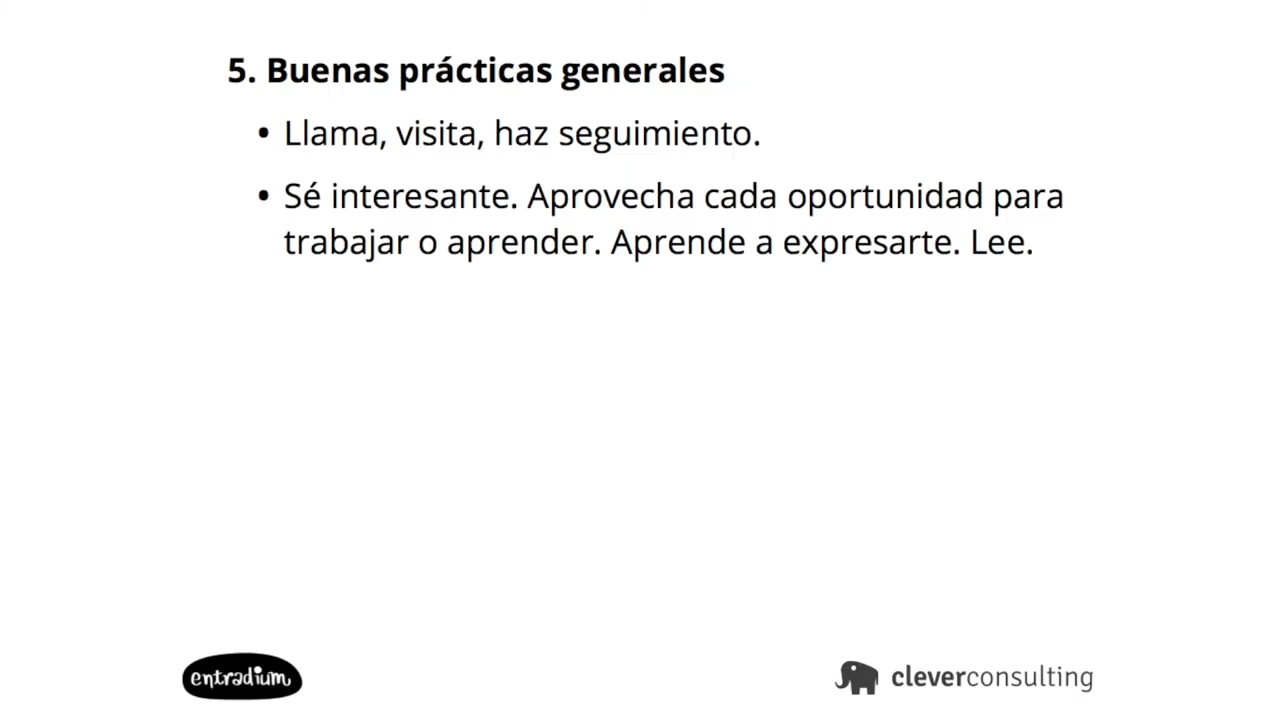 5. Buenas prácticas generales
• Llama, visita, haz seguimiento.
• Sé interesante. Aprovecha cada oportunidad para
trabajar o aprender. Aprende a expresarte. Lee.
entradium
cleverconsulting